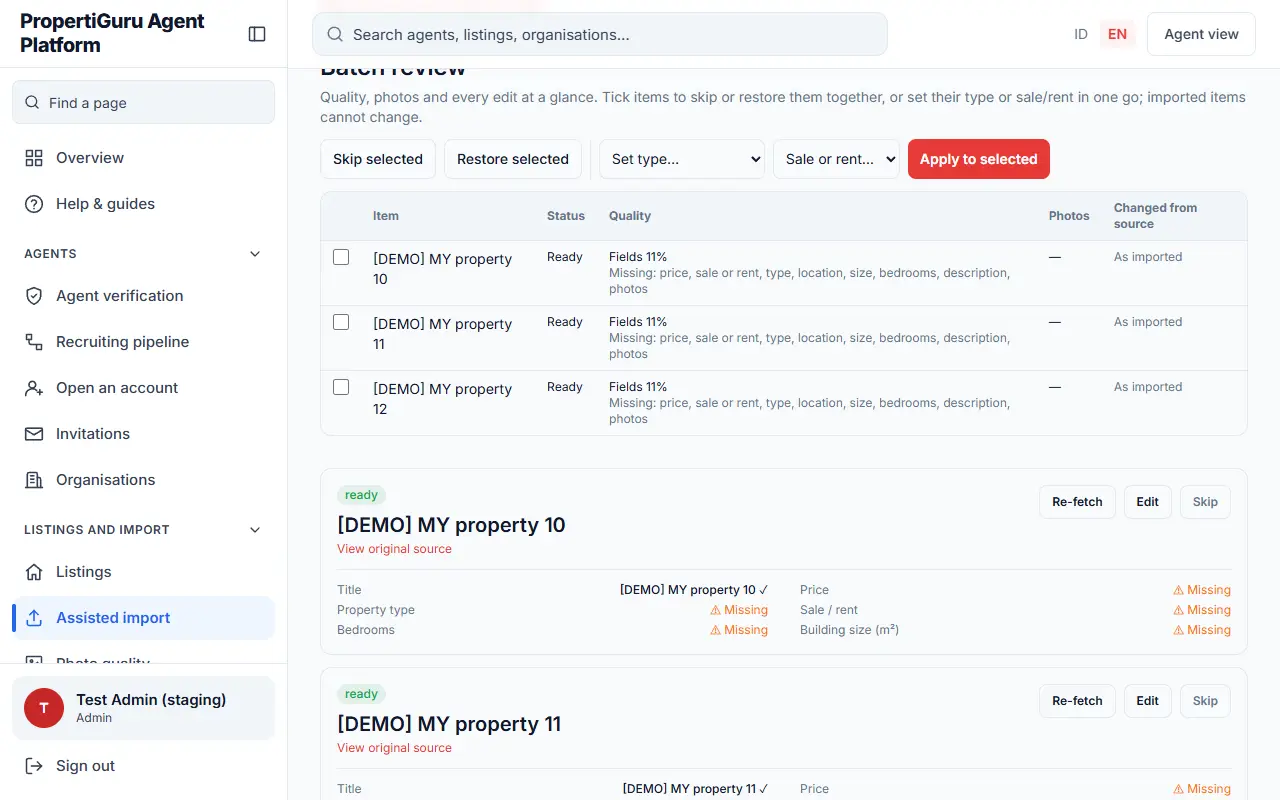 PropertiGuru Agent
Platform
Search agents, listings, organisations...
ID
EN
Agent view
Find a page
Overview
Help & guides
AGENTS
Agent verification
Recruiting pipeline
Open an account
Invitations
Organisations
LISTINGS AND IMPORT
Listings
Assisted import
Photo quality
T
Test Admin (staging)
Admin
Sign out
Batch review
Quality, photos and every edit at a glance. Tick items to skip or restore them together, or set their type or sale/rent in one go; imported items
cannot change.
Skip selected
Restore selected
Set type...
Sale or rent...
Apply to selected
Item
Status
Quality
Photos
Changed from
source
[DEMO] MY property
10
Ready
Fields 11%
Missing: price, sale or rent, type, location, size, bedrooms, description,
photos
—
As imported
[DEMO] MY property
11
Ready
Fields 11%
Missing: price, sale or rent, type, location, size, bedrooms, description,
photos
—
As imported
[DEMO] MY property
12
Ready
Fields 11%
Missing: price, sale or rent, type, location, size, bedrooms, description,
photos
—
As imported
ready
[DEMO] MY property 10
View original source
Re-fetch
Edit
Skip
Title
[DEMO] MY property 10 ✓
Price
⚠ Missing
Property type
⚠ Missing
Sale / rent
⚠ Missing
Bedrooms
⚠ Missing
Building size (m²)
⚠ Missing
ready
[DEMO] MY property 11
View original source
Re-fetch
Edit
Skip
Title
[DEMO] MY property 11 ✓
Price
⚠ Missing